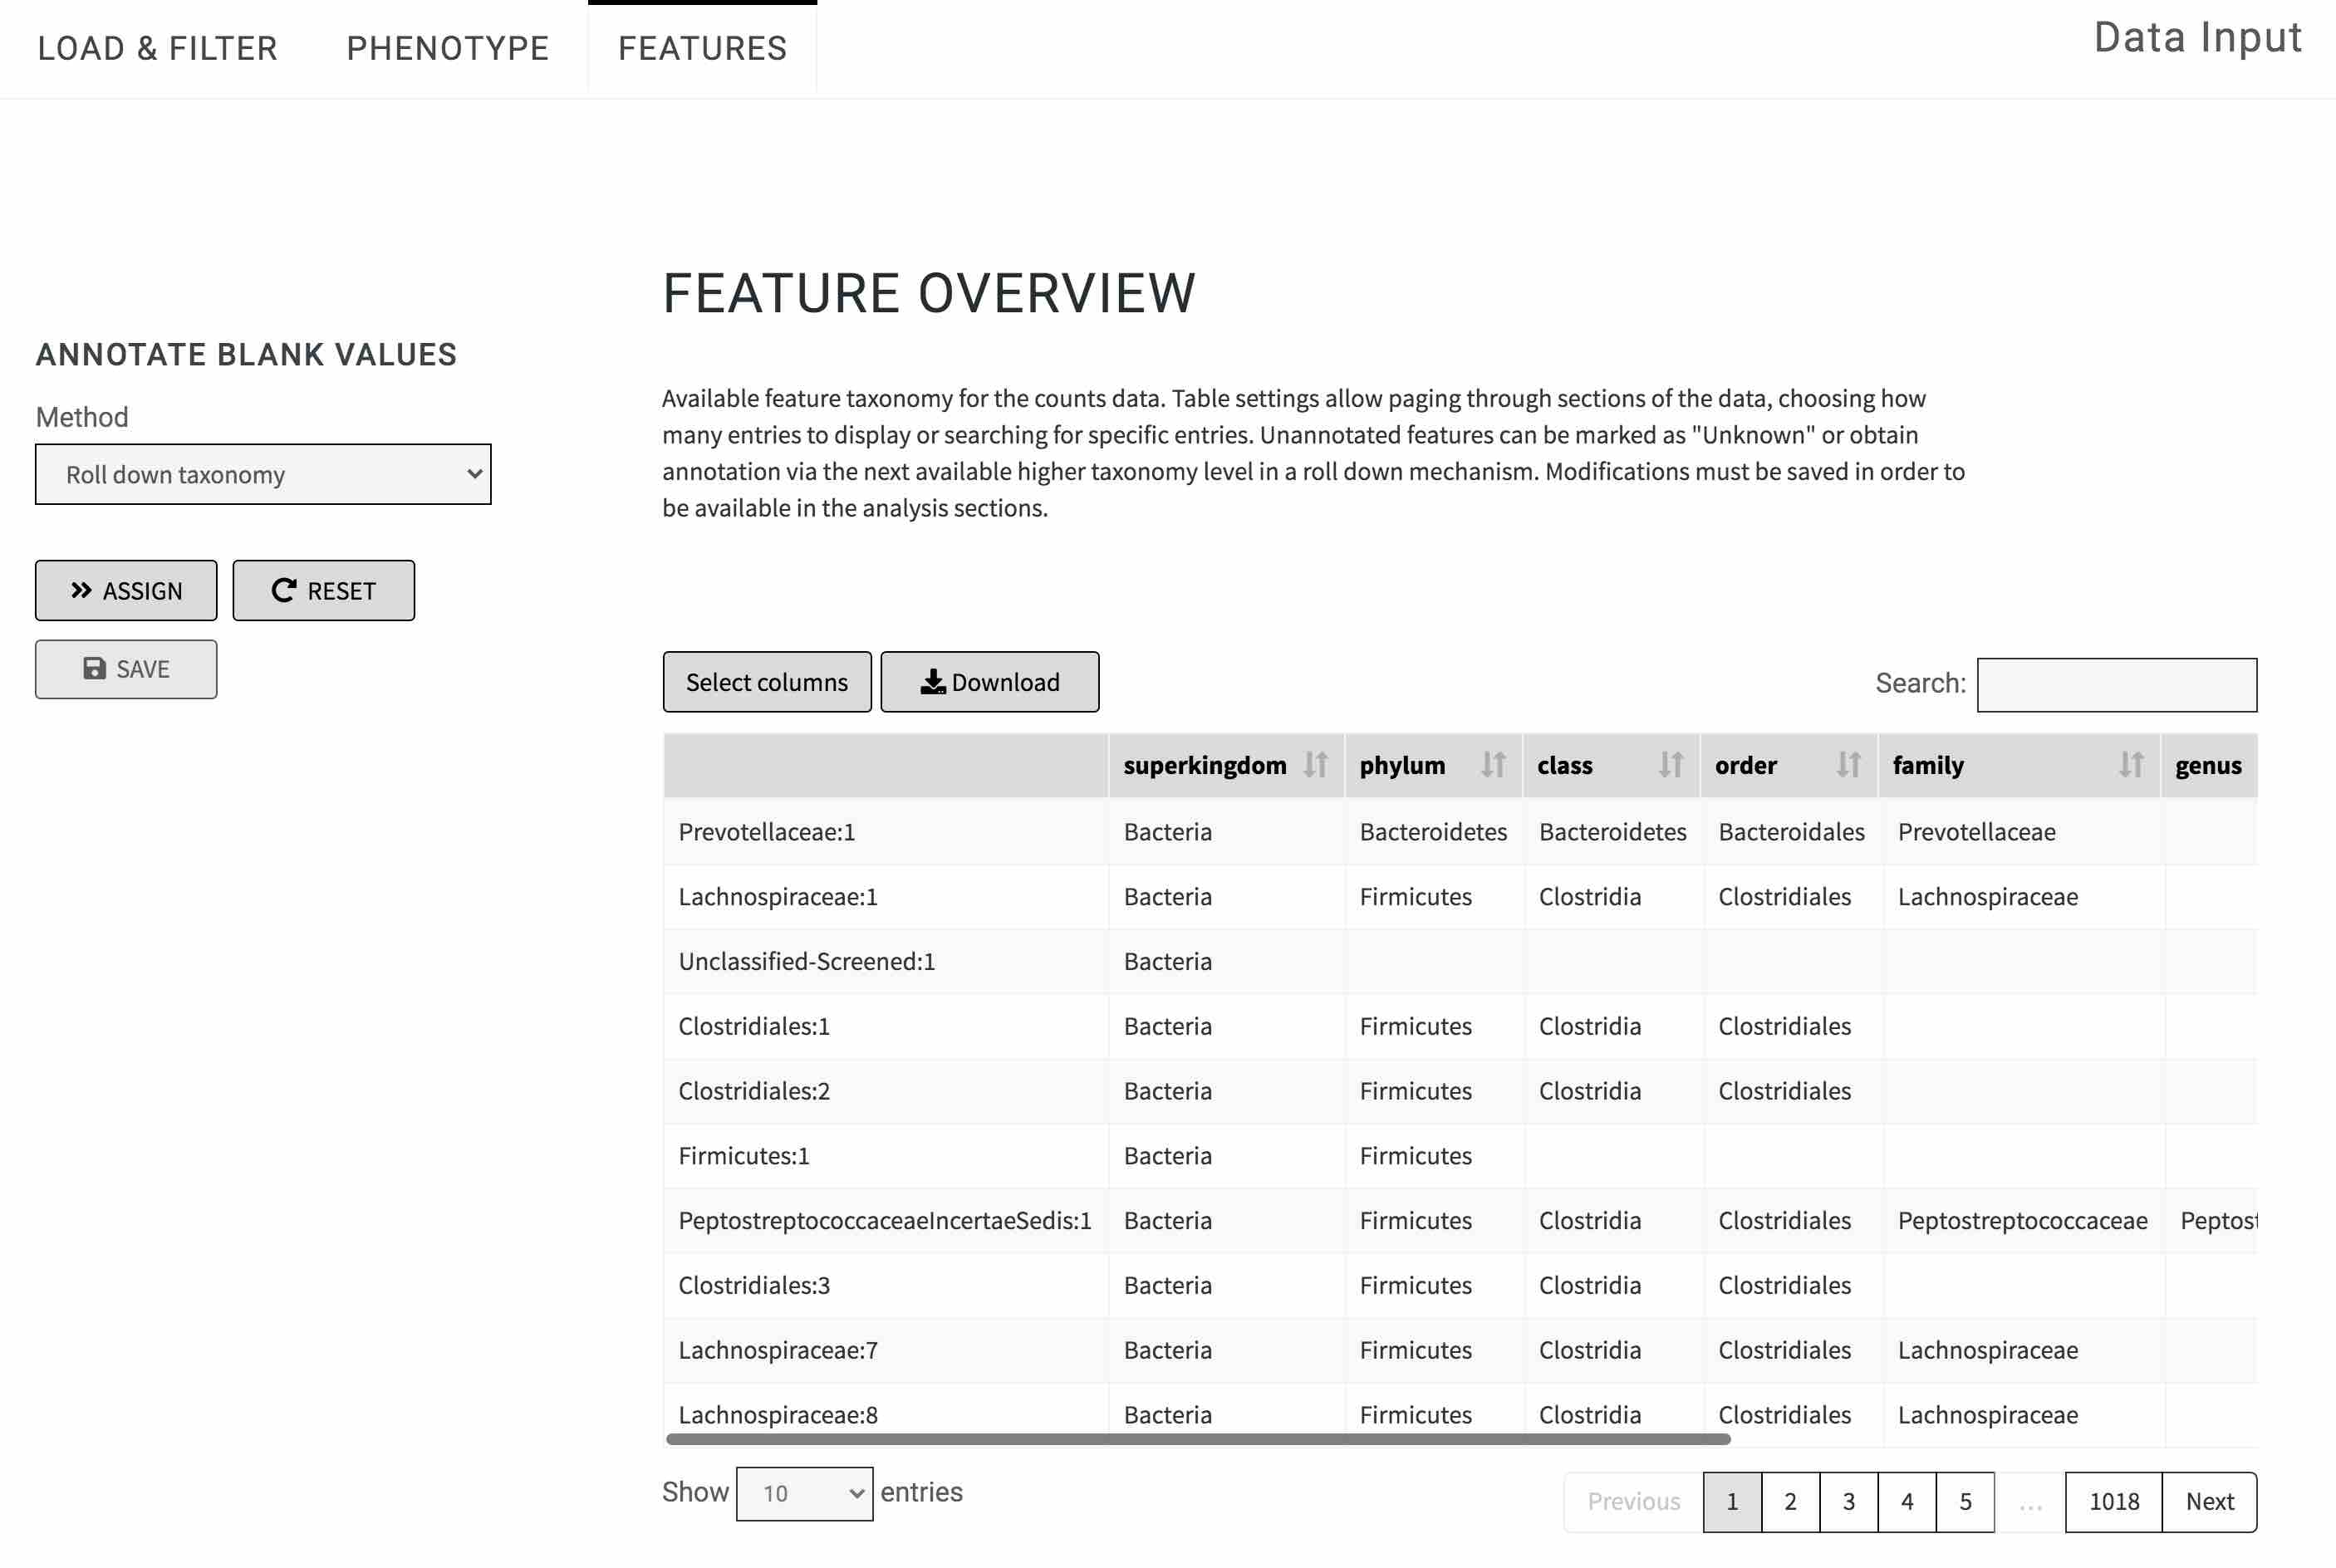 LOAD & FILTER PHENOTYPE FEATURES Data Input
FEATURE OVERVIEW
ANNOTATE BLANK VALUES
Method
Roll down taxonomy
ASSIGN RESET
SAVE
Available feature taxonomy for the counts data. Table settings allow paging through sections of the data, choosing how
many entries to display or searching for specific entries. Unannotated features can be marked as "Unknown" or obtain
annotation via the next available higher taxonomy level in a roll down mechanism. Modifications must be saved in order to
be available in the analysis sections.
Select columns Download Search:
superkingdom phylum class order family genus
Prevotellaceae:1 Bacteria Bacteroidetes Bacteroidetes Bacteroidales Prevotellaceae
Lachnospiraceae:1 Bacteria Firmicutes Clostridia Clostridiales Lachnospiraceae
Unclassified-Screened:1 Bacteria
Clostridiales:1 Bacteria Firmicutes Clostridia Clostridiales
Clostridiales:2 Bacteria Firmicutes Clostridia Clostridiales
Firmicutes:1 Bacteria Firmicutes
PeptostreptococcaceaeIncertaeSedis:1 Bacteria Firmicutes Clostridia Clostridiales Peptostreptococcaceae Peptost
Clostridiales:3 Bacteria Firmicutes Clostridia Clostridiales
Lachnospiraceae:7 Bacteria Firmicutes Clostridia Clostridiales Lachnospiraceae
Lachnospiraceae:8 Bacteria Firmicutes Clostridia Clostridiales Lachnospiraceae
Show 10 entries Previous 1 2 3 4 5 ... 1018 Next